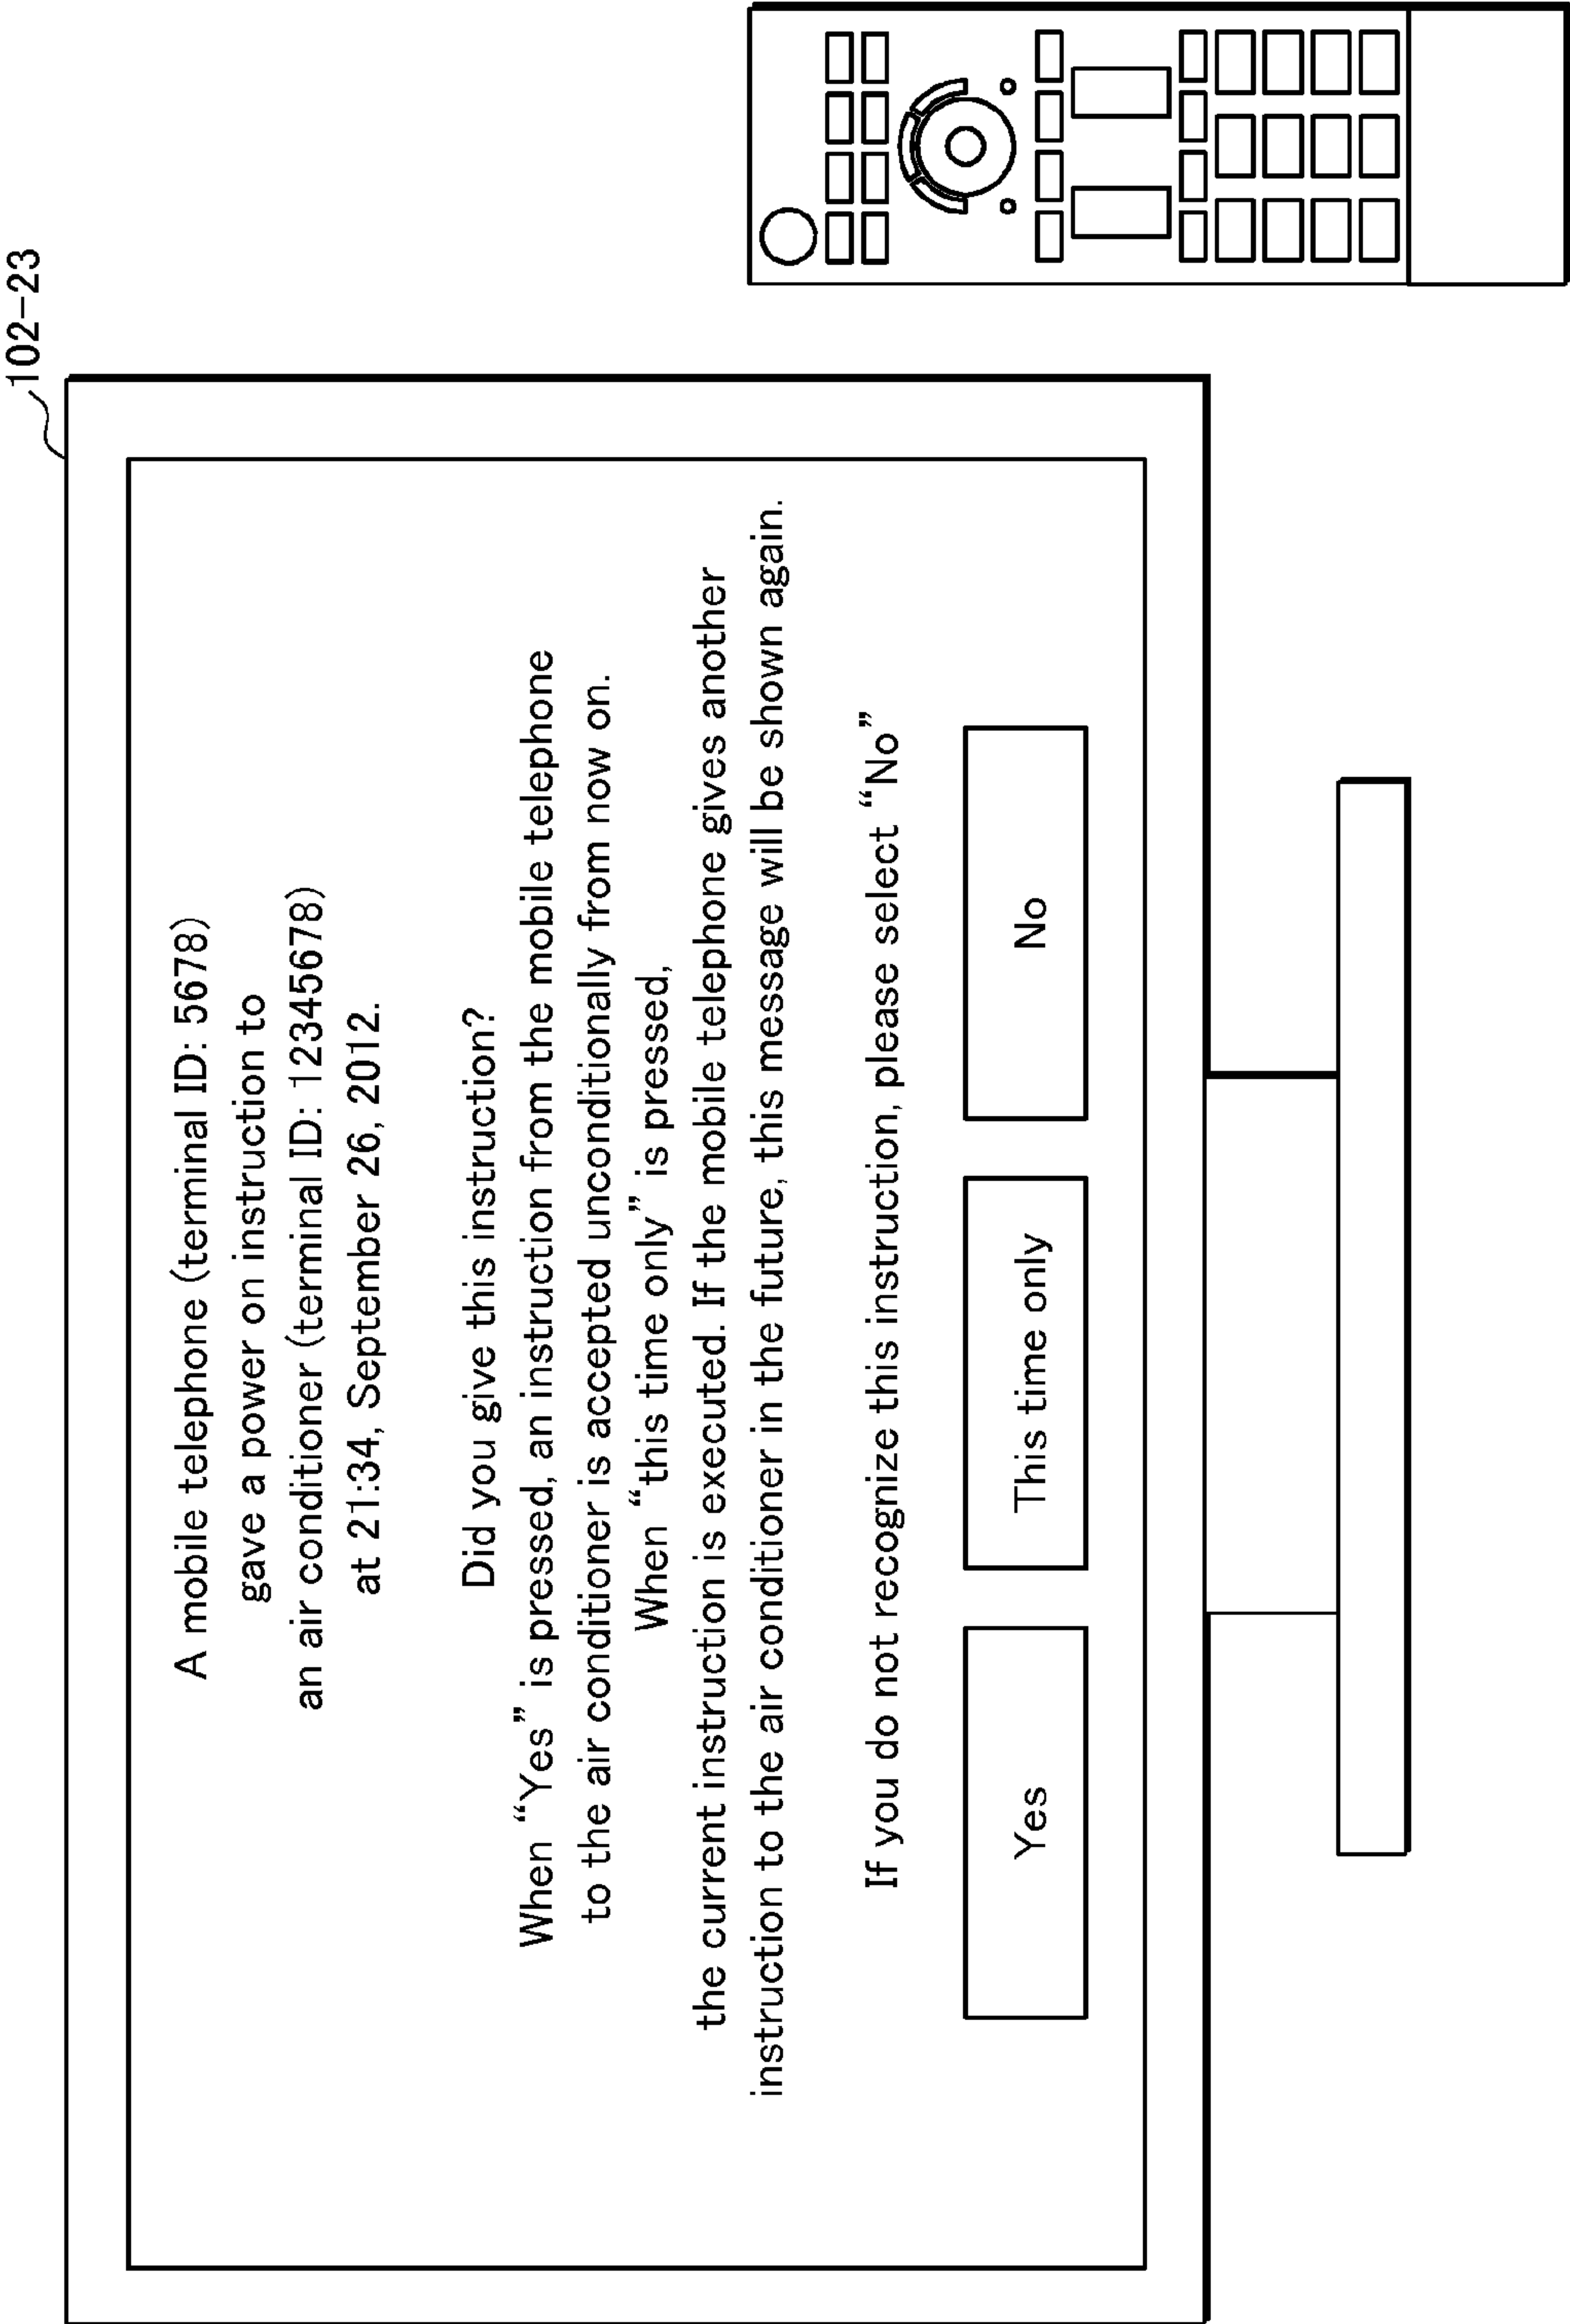 102-23
A mobile telephone (terminal ID: 5678)
gave a power on instruction to
an air conditioner (terminal ID: 12345678)
at 21:34, September 26, 2012.
Did you give this instruction?
When “Yes” is pressed, an instruction from the mobile telephone
to the air conditioner is accepted unconditionally from now on.
When “this time only” is pressed,
the current instruction is executed. If the mobile telephone gives another
instruction to the air conditioner in the future, this message will be shown again.
If you do not recognize this instruction, please select “No”
Yes
This time only
No